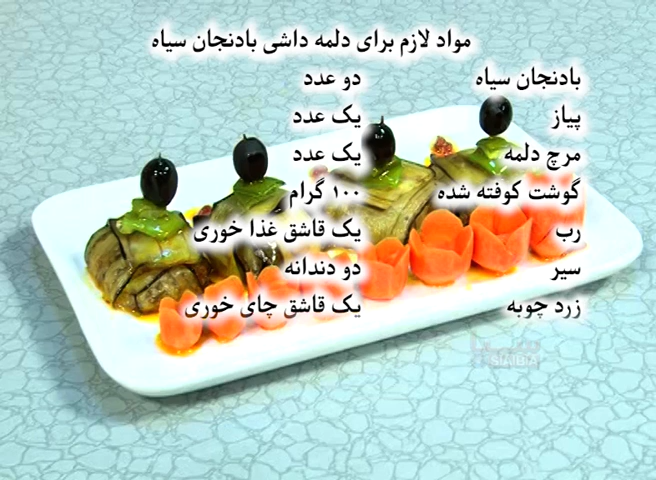 مواد لازم برای دلمه داشی بادنجان سیاه
بادنجان سیاه دو عدد
پیاز یک عدد
مرچ دلمه یک عدد
گوشت کوفته شده ۱۰۰ گرام
رب یک قاشق غذا خوری
سیر دو دندانه
زرد چوبه یک قاشق چای خوری